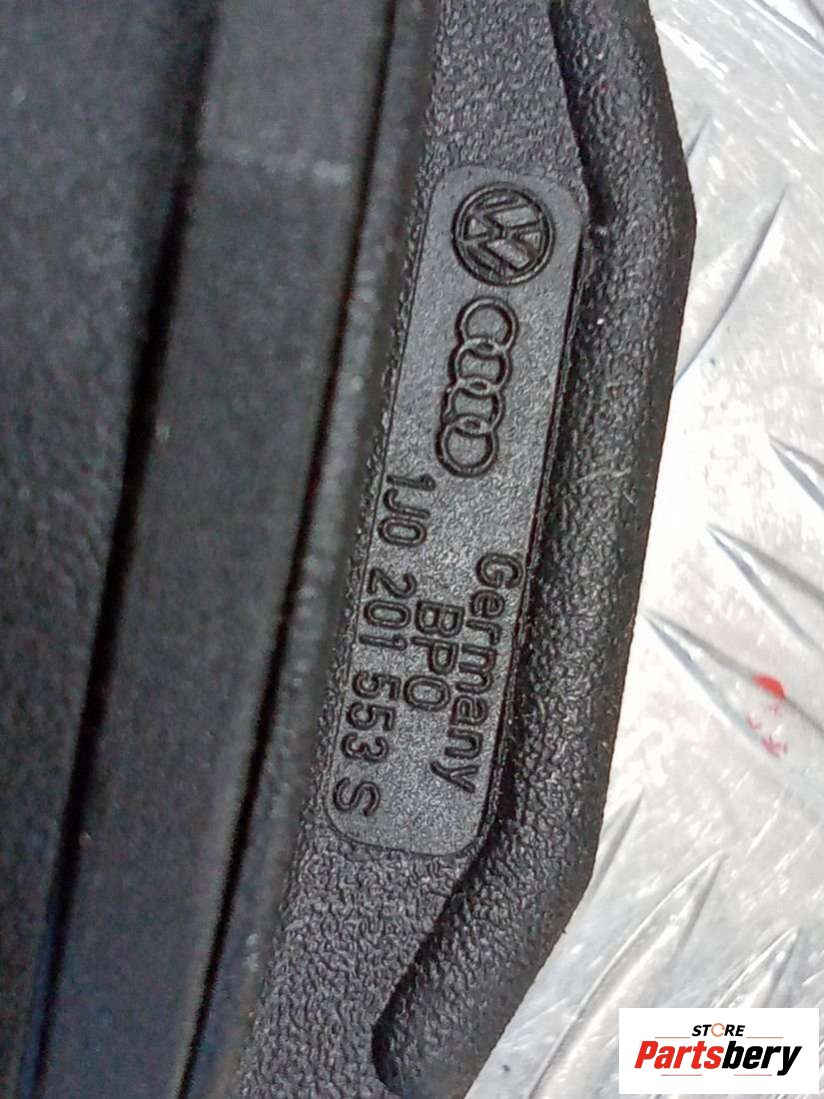 1J0 201 553 S
BPO
Germany
STORE
Partsbery